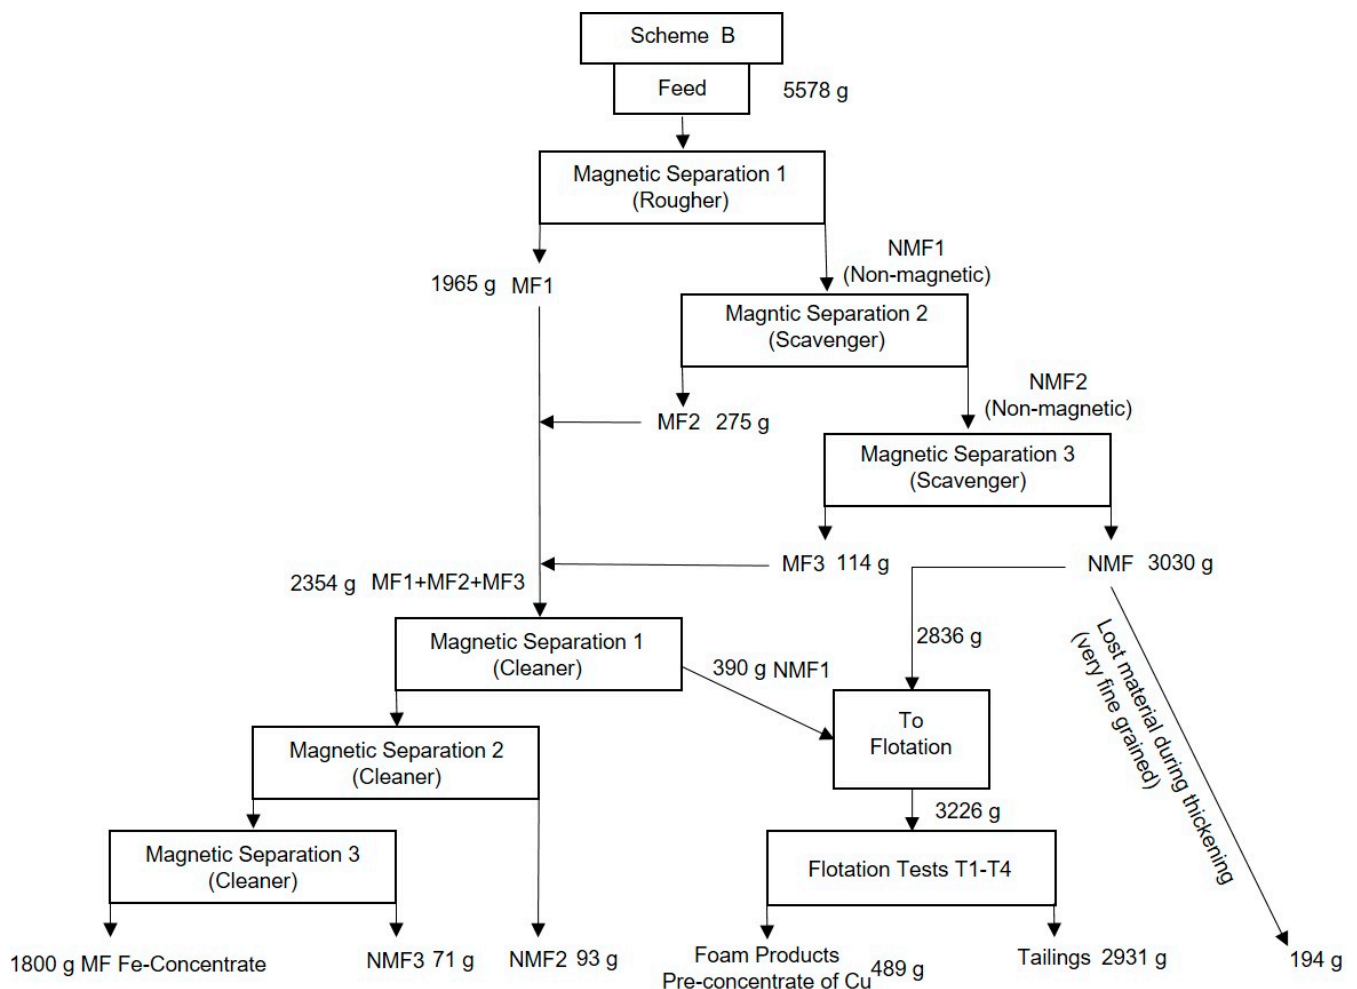 Scheme B
Feed
5578 g
Magnetic Separation 1
(Rougher)
NMF1
(Non-magnetic)
1965 g MF1
Magntic Separation 2
(Scavenger)
NMF2
(Non-magnetic)
MF2 275 g
Magnetic Separation 3
(Scavenger)
MF3 114 g
NMF 3030 g
2354 g MF1+MF2+MF3
Magnetic Separation 1
(Cleaner)
390 g NMF1
2836 g
Lost material during thickening
(very fine grained)
To
Flotation
Magnetic Separation 2
(Cleaner)
3226 g
Magnetic Separation 3
(Cleaner)
Flotation Tests T1-T4
1800 g MF Fe-Concentrate
NMF3 71 g
NMF2 93 g
Foam Products
Pre-concentrate of Cu 489 g
Tailings 2931 g
194 g